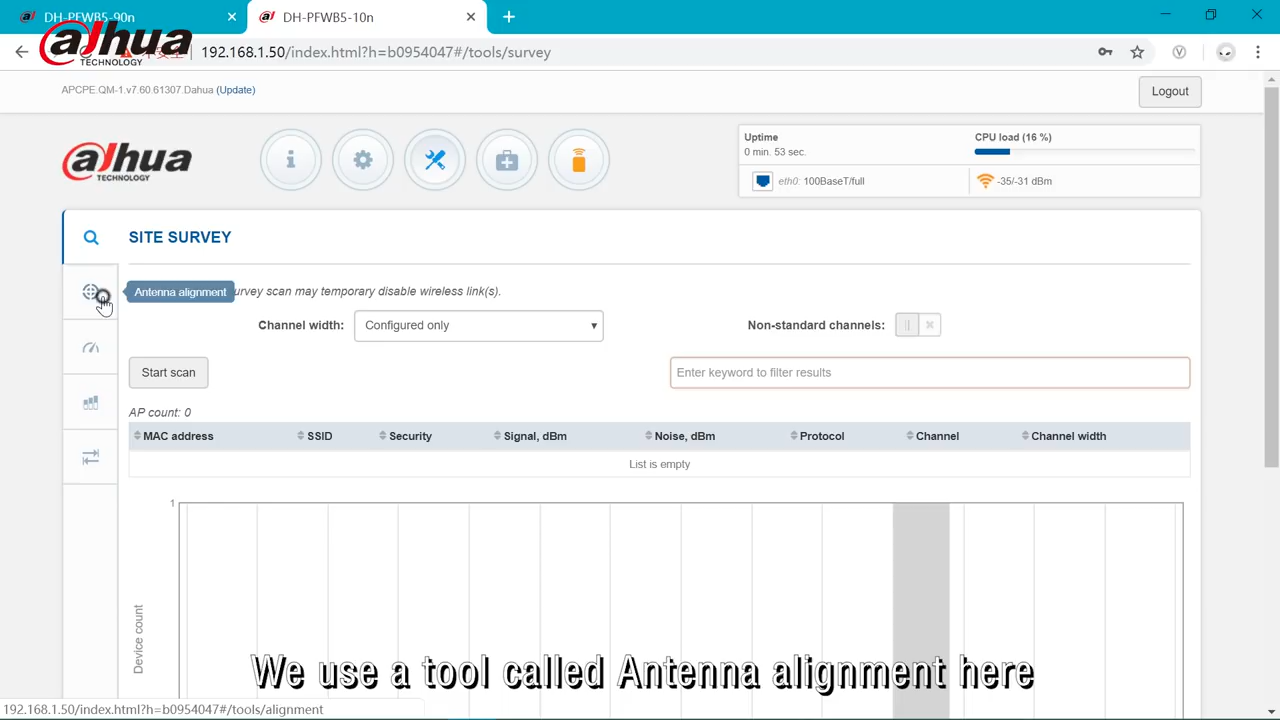 DH-PFWB5-90n
DH-PFWB5-10n
alhua
TECHNOLOGY
192.168.1.50/index.html?h=b0954047#/tools/survey
APCPE.QM-1.v7.60.61307.Dahua (Update)
Logout
alhua
TECHNOLOGY
Uptime
0 min. 53 sec.
CPU load (16 %)
eth0: 100BaseT/full
-35/-31 dBm
SITE SURVEY
Antenna alignment
urvey scan may temporary disable wireless link(s).
Channel width: Configured only
Non-standard channels:
Start scan
Enter keyword to filter results
AP count: 0
MAC address SSID Security Signal, dBm Noise, dBm Protocol Channel Channel width
List is empty
1
Device count
We use a tool called Antenna alignment here
192.168.1.50/index.html?h=b0954047#/tools/alignment